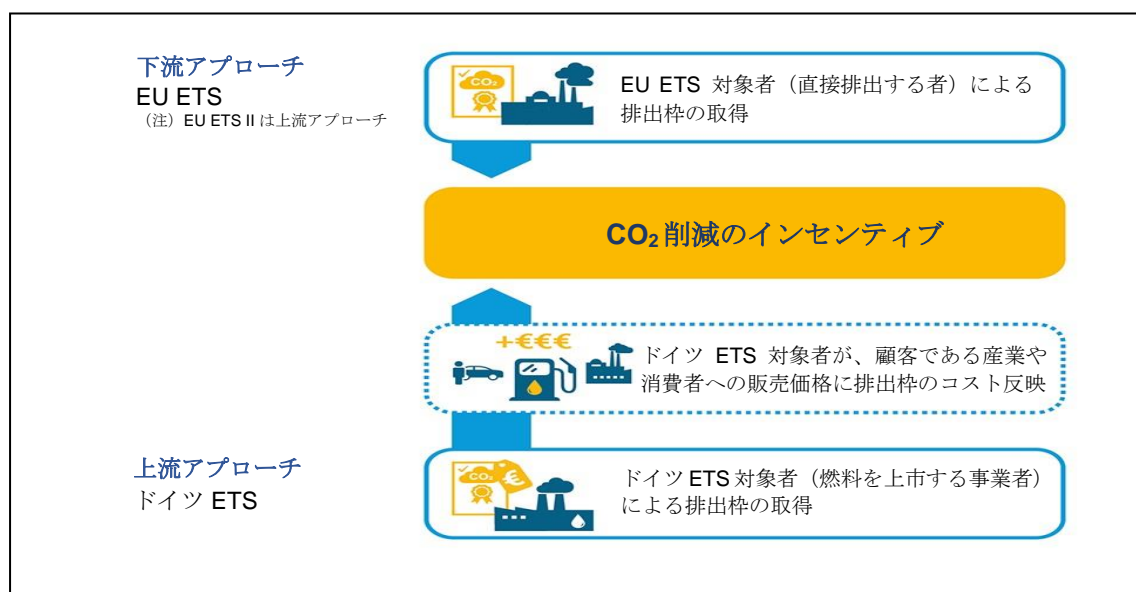 下流アプローチ
EU ETS
（注）EU ETS II は上流アプローチ
CO₂
EU ETS 対象者（直接排出する者）による
排出枠の取得
CO₂ 削減のインセンティブ
+€€€
ドイツ ETS 対象者が、顧客である産業や
消費者への販売価格に排出枠のコスト反映
上流アプローチ
ドイツ ETS
CO₂
€
ドイツ ETS 対象者（燃料を上市する事業者）
による排出枠の取得